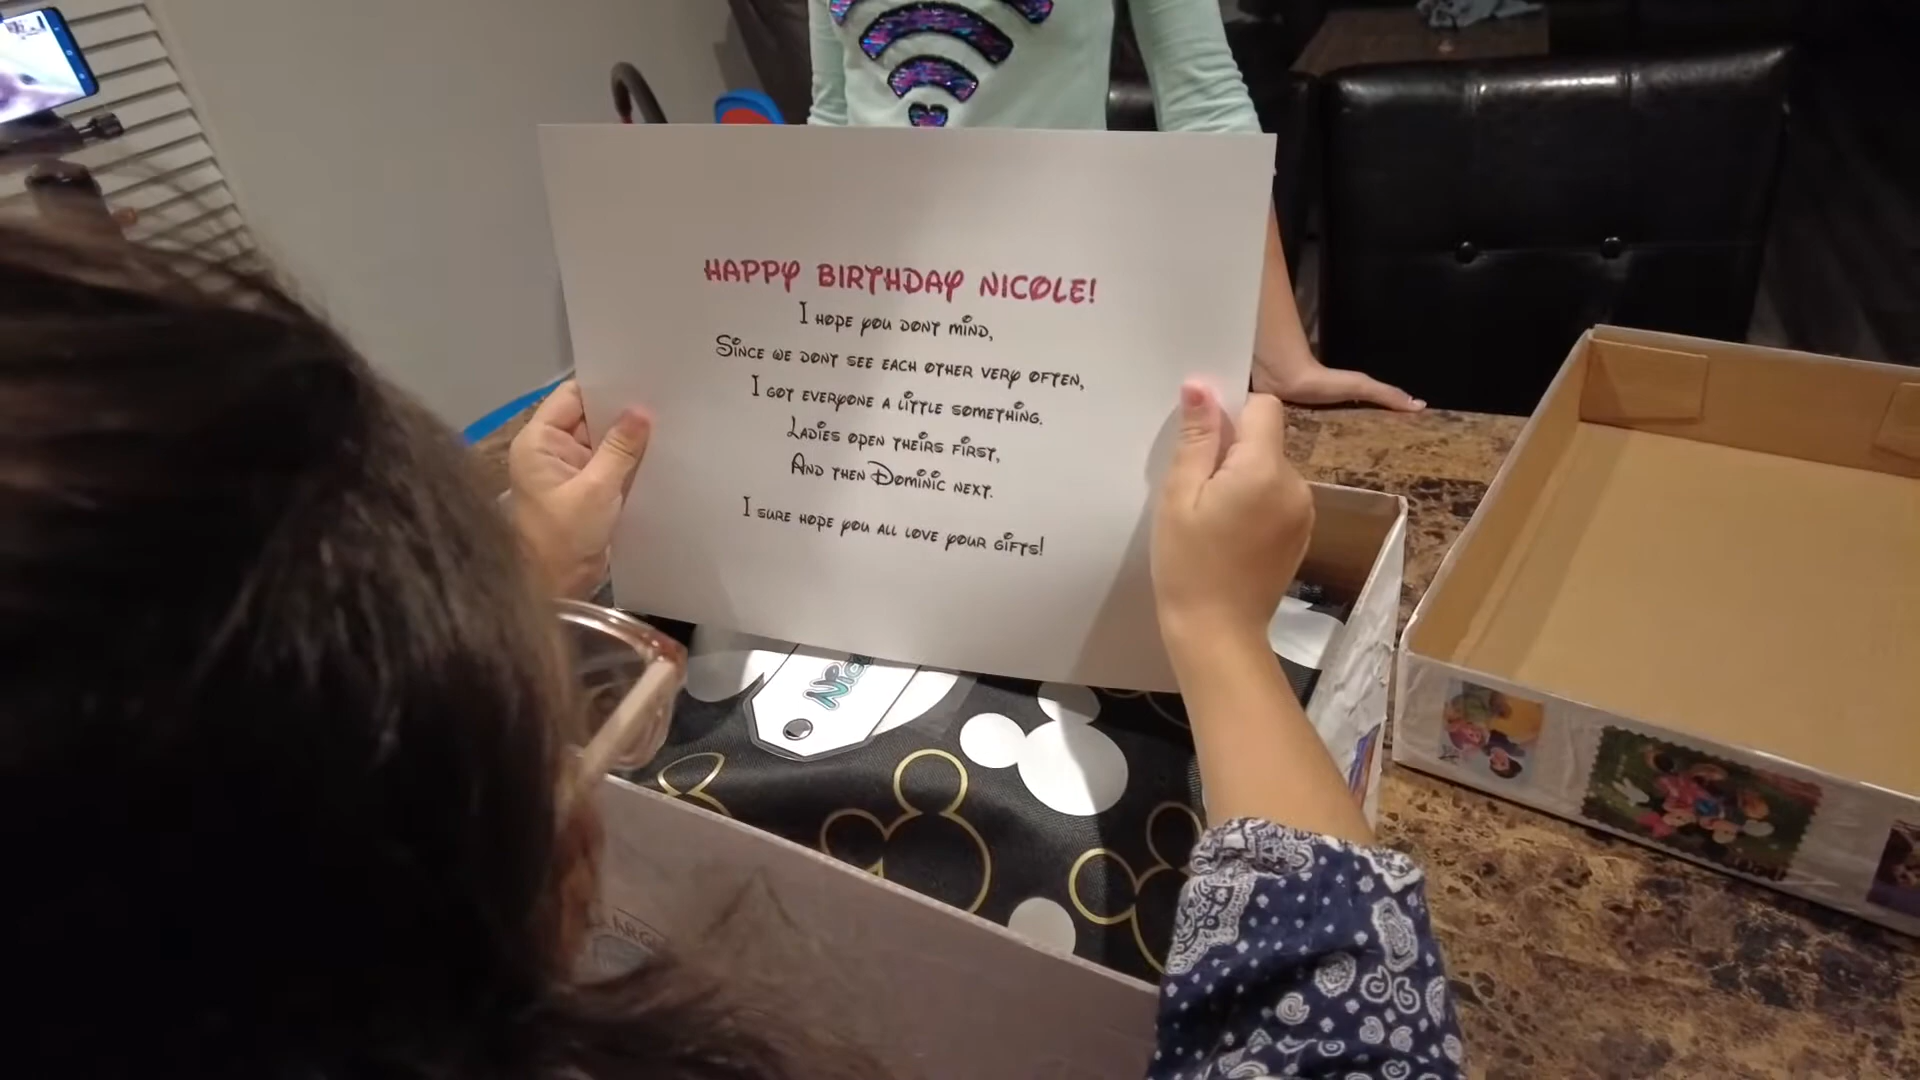 HAPPY BIRTHDAY NICOLE!
I HOPE YOU DONT MIND,
SINCE WE DONT SEE EACH OTHER VERY OFTEN,
I GOT EVERYONE A LITTLE SOMETHING.
LADIES OPEN THEIRS FIRST,
AND THEN DOMINIC NEXT.
I SURE HOPE YOU ALL LOVE YOUR GIFTS!